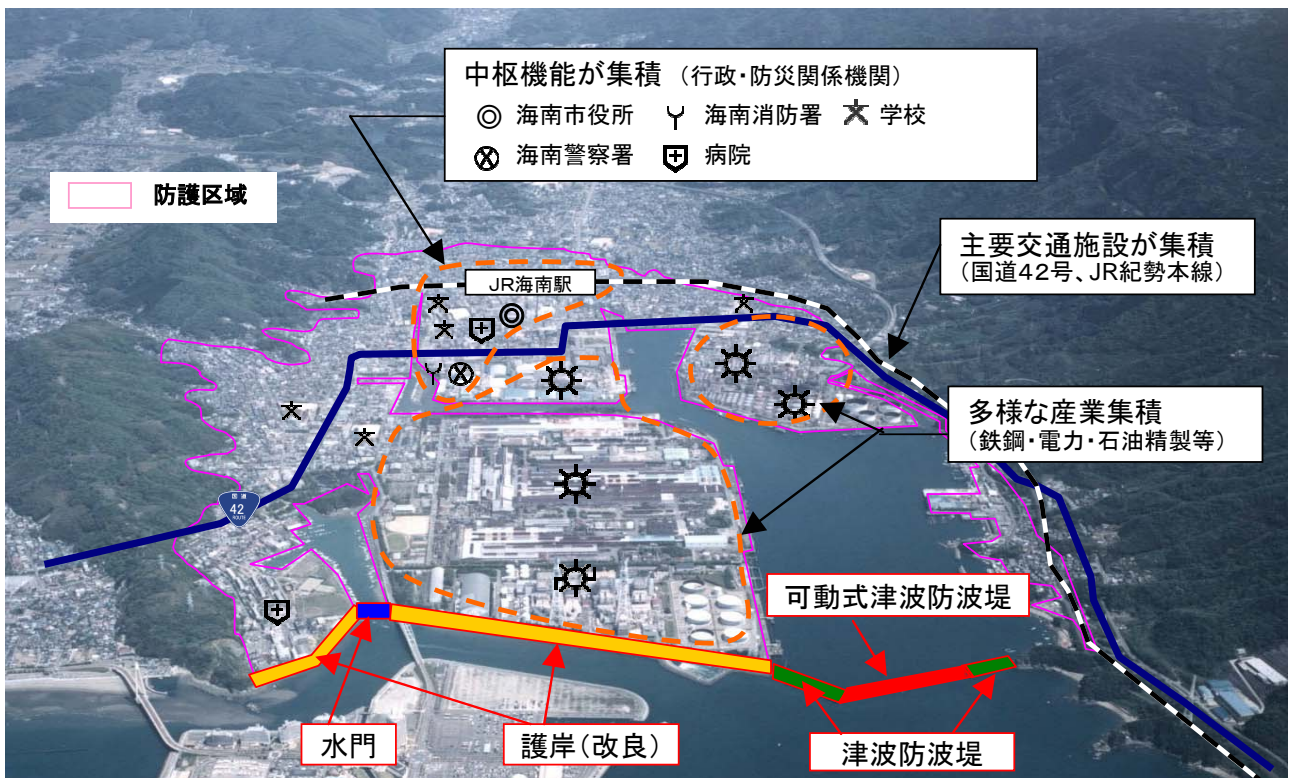 中枢機能が集積 (行政・防災関係機関)
海南市役所 海南消防署 学校
海南警察署 病院
防護区域
主要交通施設が集積
(国道42号、JR紀勢本線)
JR海南駅
多様な産業集積
(鉄鋼・電力・石油精製等)
国道
42
ROUTE
可動式津波防波堤
水門
護岸(改良)
津波防波堤